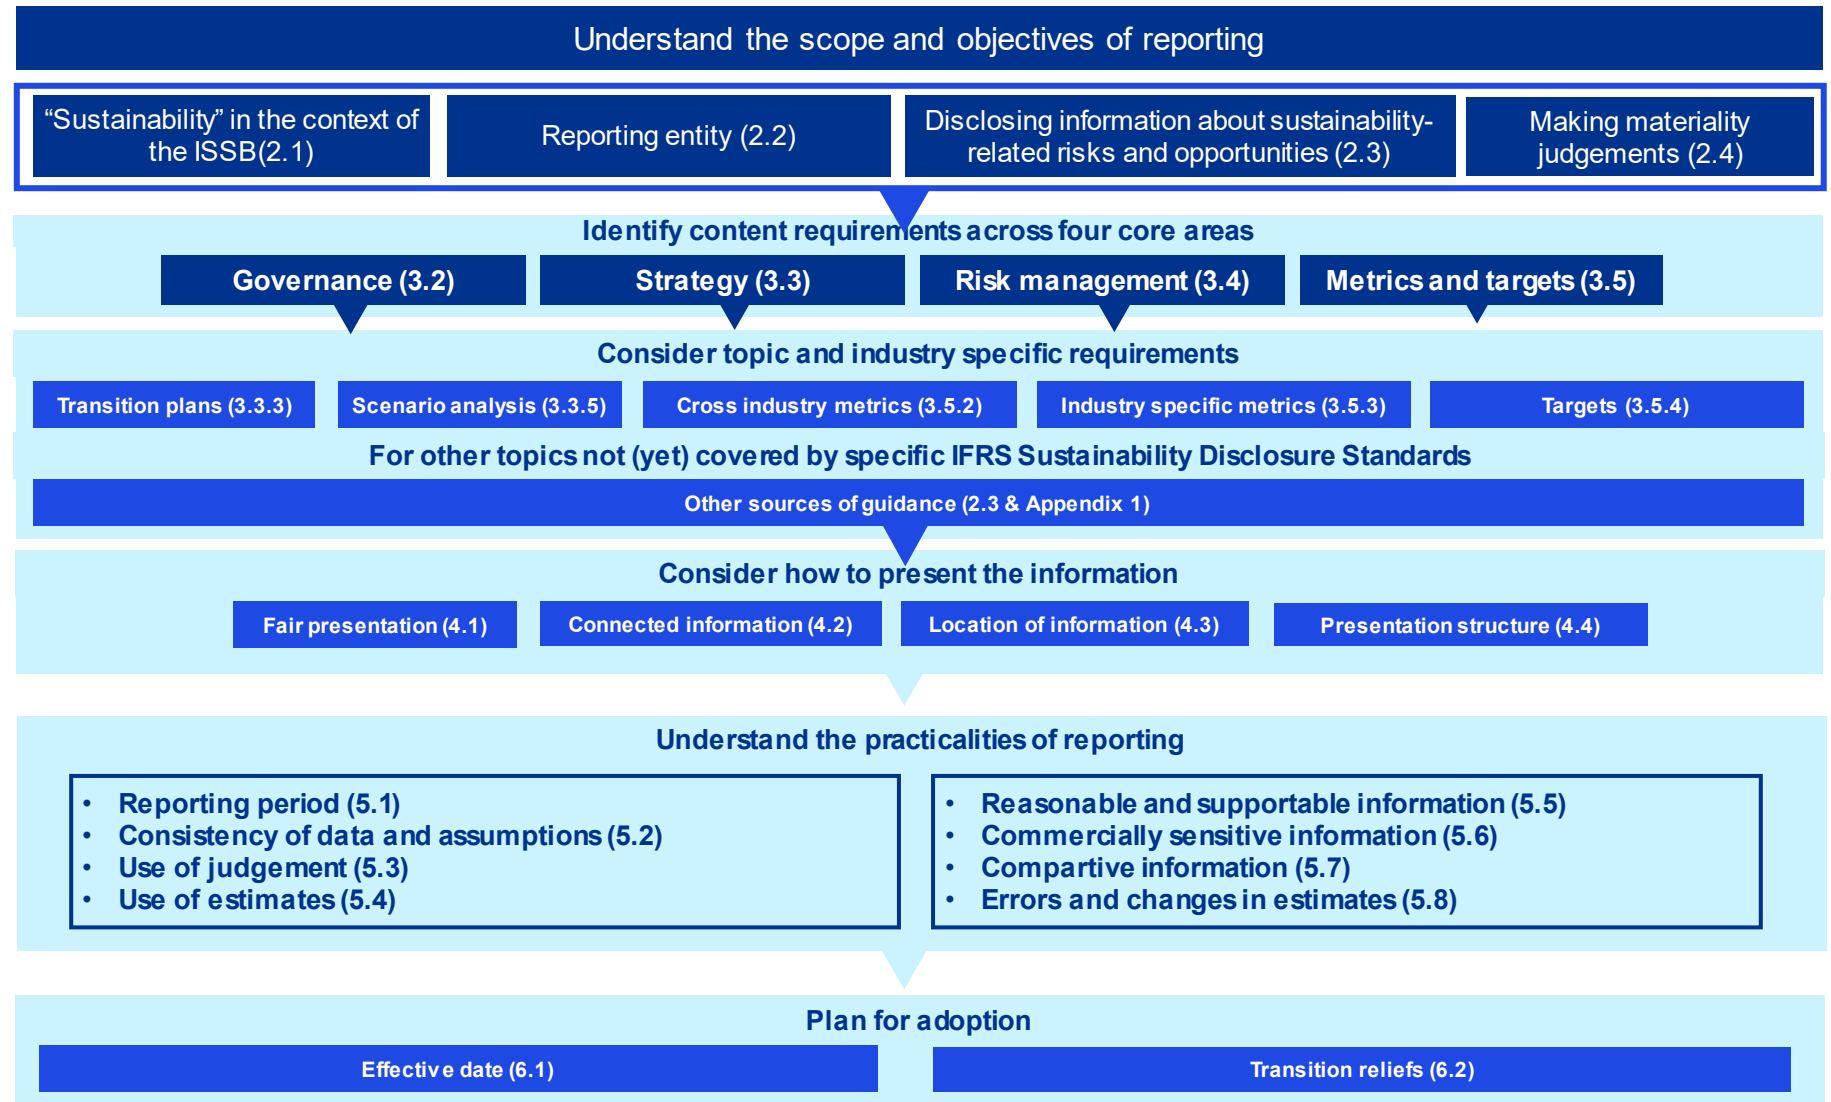 Understand the scope and objectives of reporting
“Sustainability” in the context of
the ISSB(2.1)
Reporting entity (2.2)
Disclosing information about sustainability-
related risks and opportunities (2.3)
Making materiality
judgements (2.4)
Identify content requirements across four core areas
Governance (3.2)
Strategy (3.3)
Risk management (3.4)
Metrics and targets (3.5)
Consider topic and industry specific requirements
Transition plans (3.3.3)
Scenario analysis (3.3.5)
Cross industry metrics (3.5.2)
Industry specific metrics (3.5.3)
Targets (3.5.4)
For other topics not (yet) covered by specific IFRS Sustainability Disclosure Standards
Other sources of guidance (2.3 & Appendix 1)
Consider how to present the information
Fair presentation (4.1)
Connected information (4.2)
Location of information (4.3)
Presentation structure (4.4)
Understand the practicalities of reporting
• Reporting period (5.1)
• Consistency of data and assumptions (5.2)
• Use of judgement (5.3)
• Use of estimates (5.4)
• Reasonable and supportable information (5.5)
• Commercially sensitive information (5.6)
• Compartive information (5.7)
• Errors and changes in estimates (5.8)
Plan for adoption
Effective date (6.1)
Transition reliefs (6.2)